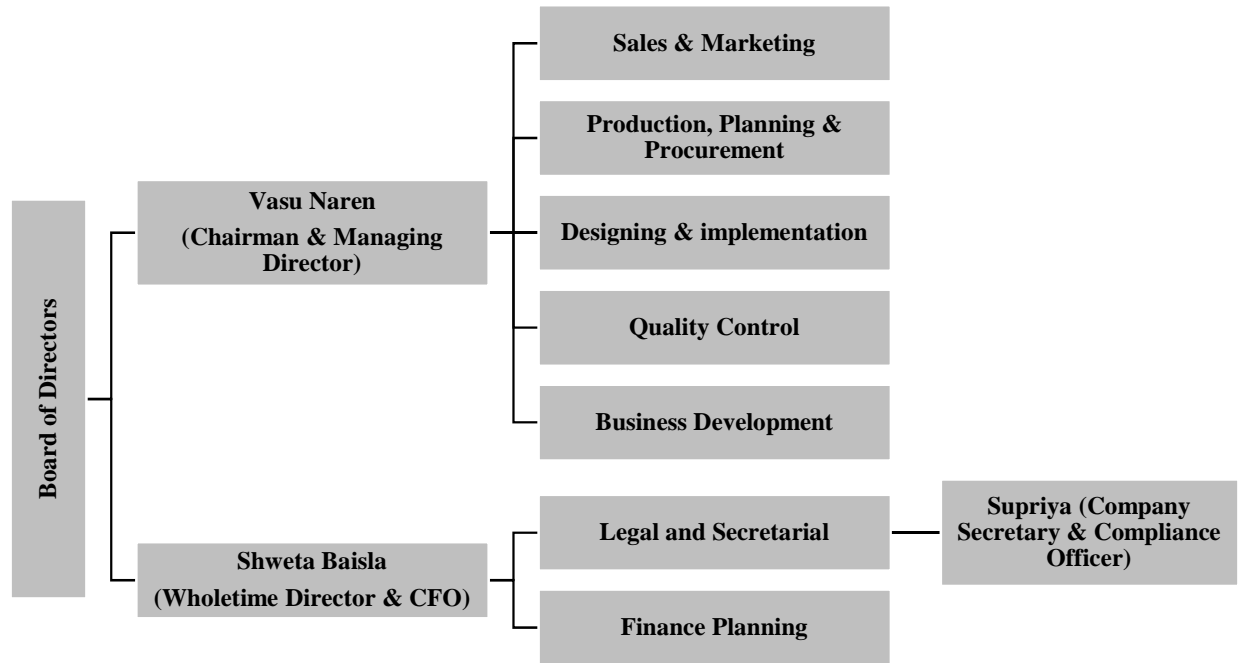 Board of Directors
Vasu Naren
(Chairman & Managing
Director)
Sales & Marketing
Production, Planning &
Procurement
Designing & implementation
Quality Control
Business Development
Shweta Baisla
(Wholetime Director & CFO)
Legal and Secretarial
Supriya (Company
Secretary & Compliance
Officer)
Finance Planning